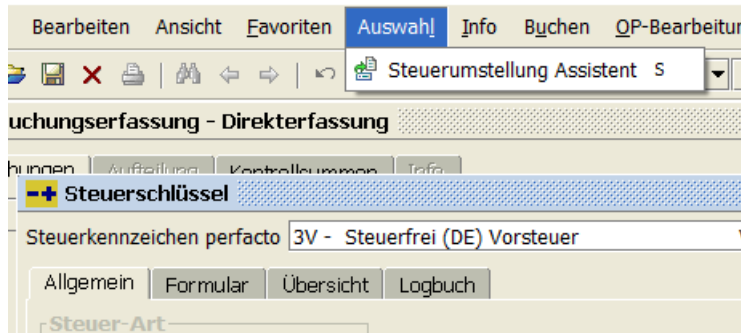 Bearbeiten Ansicht Favoriten Auswahl Info Buchen OP-Bearbeitur
Steuerumstellung Assistent S
uchungserfassung - Direkterfassung
hungen Aufteilung Kontrollsummen Info
Steuerschlüssel
Steuerkennzeichen perfacto 3V - Steuerfrei (DE) Vorsteuer
Allgemein Formular Übersicht Logbuch
Steuer-Art